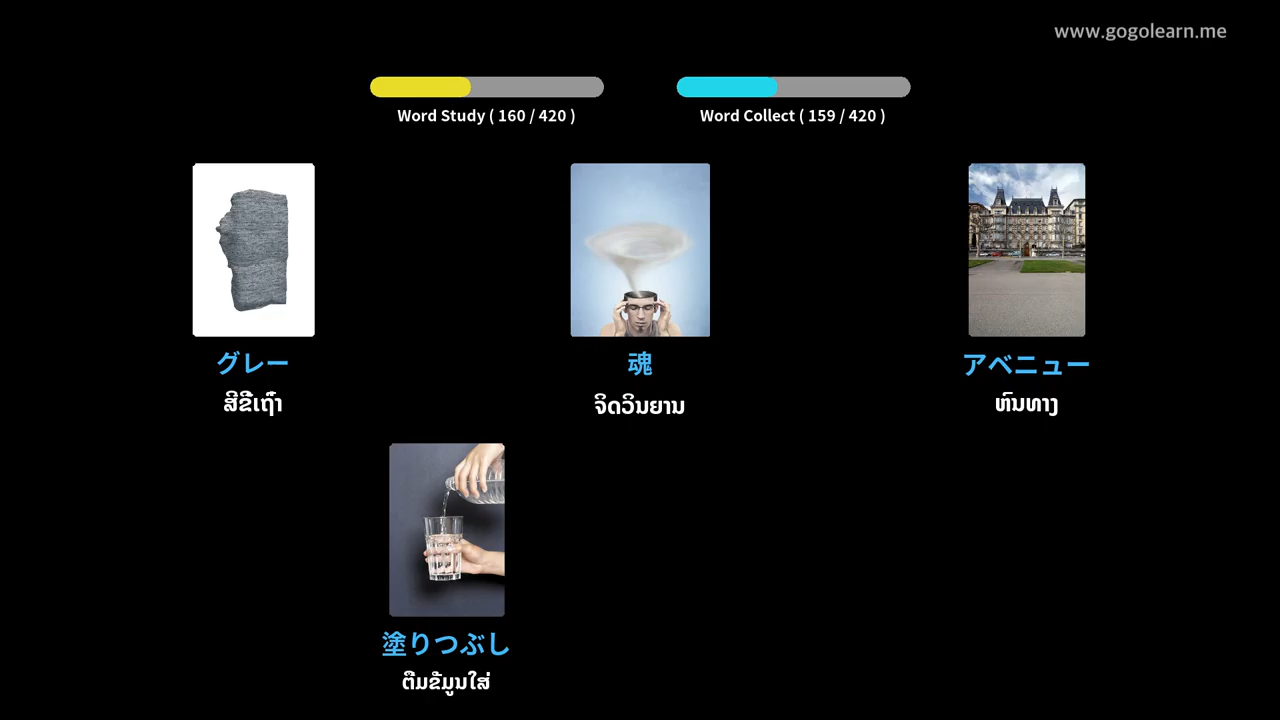 www.gogolearn.me
Word Study ( 160 / 420 )
Word Collect ( 159 / 420 )
グレー
ສີຂີ້ເຖົ່າ
魂
ຈິດວິນຍານ
アベニュー
ຫົນທາງ
塗りつぶし
ຕື່ມຂໍ້ມູນໃສ່